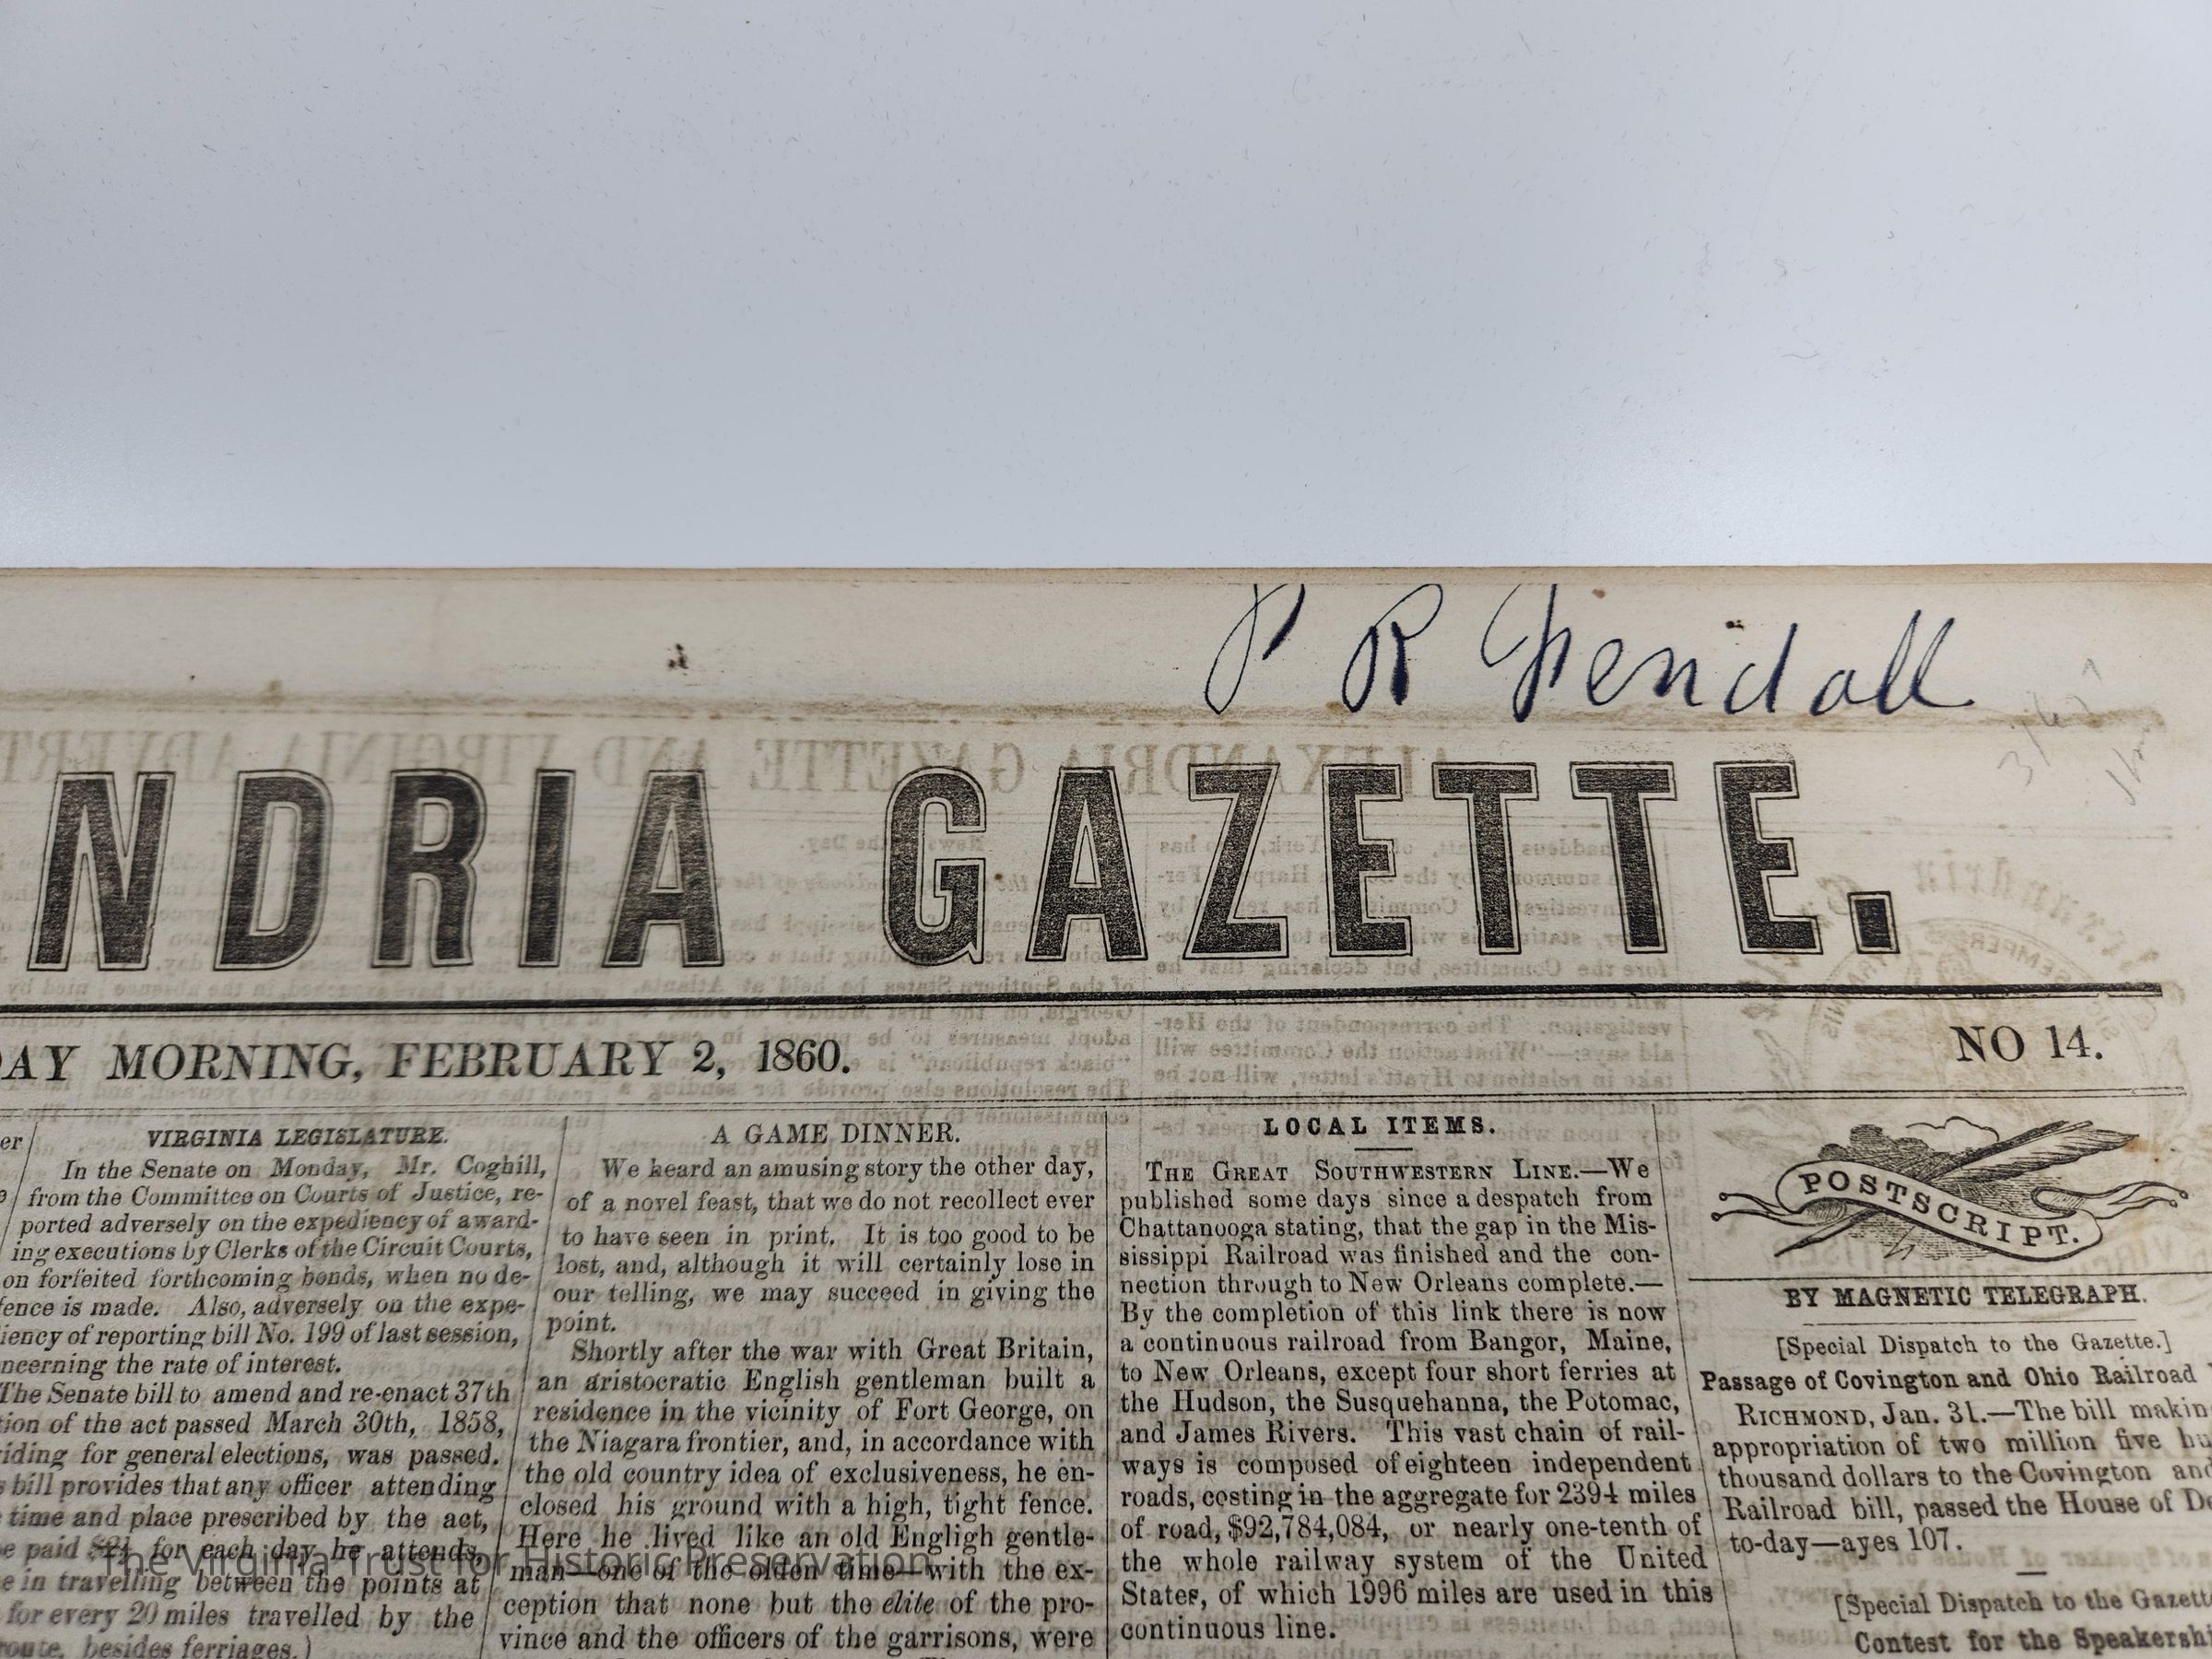 P R Fendall
NDRIA GAZETTE.
DAY MORNING, FEBRUARY 2, 1860.
NO 14.
VIRGINIA LEGISLATURE.
In the Senate on Monday, Mr. Coghill,
from the Committee on Courts of Justice, re-
ported adversely on the expediency of award-
ing executions by Clerks of the Circuit Courts,
on forfeited forthcoming bonds, when no de-
fence is made. Also, adversely on the expe-
diency of reporting bill No. 199 of last session,
ncerning the rate of interest.
The Senate bill to amend and re-enact 37th
tion of the act passed March 30th, 1858,
iding for general elections, was passed.
bill provides that any officer attending
time and place prescribed by the act,
e paid $21 for each day he attends,
e in travelling between the points at
for every 20 miles travelled by the
route, besides ferriages.)
A GAME DINNER.
We heard an amusing story the other day,
of a novel feast, that we do not recollect ever
to have seen in print. It is too good to be
lost, and, although it will certainly lose in
our telling, we may succeed in giving the
point.
Shortly after the war with Great Britain,
an aristocratic English gentleman built a
residence in the vicinity of Fort George, on
the Niagara frontier, and, in accordance with
the old country idea of exclusiveness, he en-
closed his ground with a high, tight fence.
Here he lived like an old Engligh gentle-
man—one of the olden time—with the ex-
ception that none but the elite of the pro-
vince and the officers of the garrisons, were
LOCAL ITEMS.
THE GREAT SOUTHWESTERN LINE.—We
published some days since a despatch from
Chattanooga stating, that the gap in the Mis-
sissippi Railroad was finished and the con-
nection through to New Orleans complete.—
By the completion of this link there is now
a continuous railroad from Bangor, Maine,
to New Orleans, except four short ferries at
the Hudson, the Susquehanna, the Potomac,
and James Rivers. This vast chain of rail-
ways is composed of eighteen independent
roads, costing in the aggregate for 2394 miles
of road, $92,784,084, or nearly one-tenth of
the whole railway system of the United
States, of which 1996 miles are used in this
continuous line.
POSTSCRIPT.
BY MAGNETIC TELEGRAPH.
[Special Dispatch to the Gazette.]
Passage of Covington and Ohio Railroad
RICHMOND, Jan. 31.—The bill makin
appropriation of two million five hu
thousand dollars to the Covington and
Railroad bill, passed the House of De
to-day—ayes 107.
[Special Dispatch to the Gazett
Contest for the Speakershi
The Virginia Trust for Historic Preservation